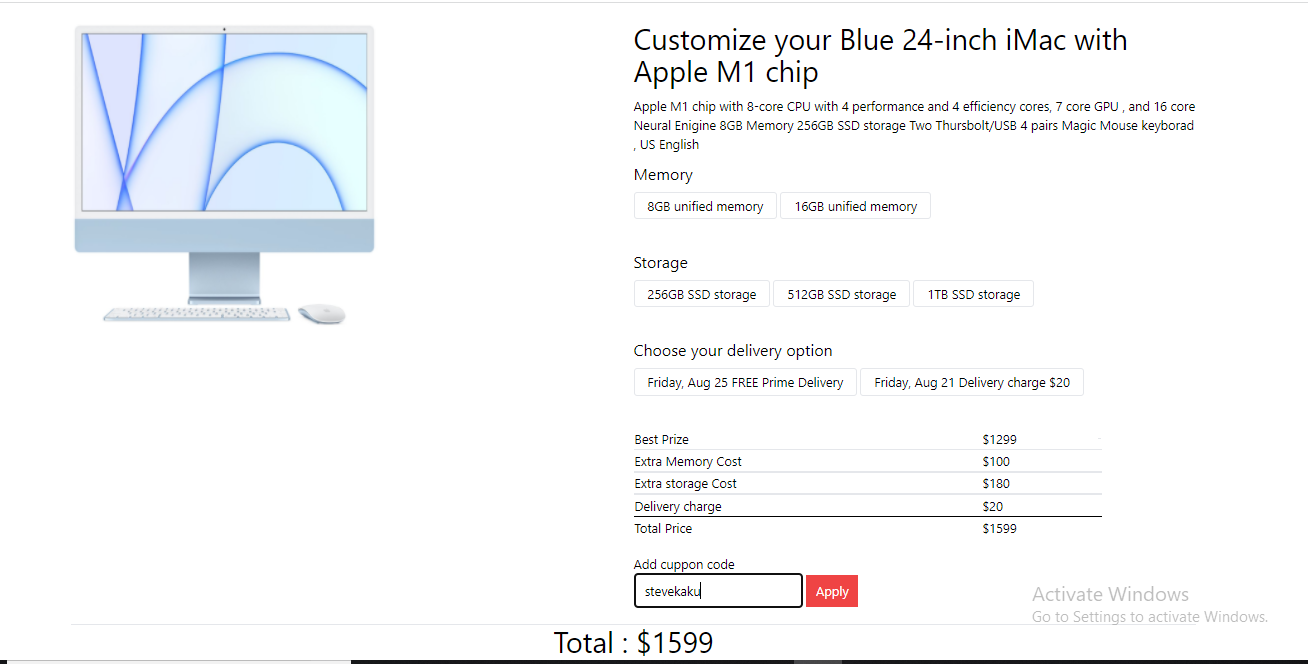 Customize your Blue 24-inch iMac with
Apple M1 chip
Apple M1 chip with 8-core CPU with 4 performance and 4 efficiency cores, 7 core GPU , and 16 core
Neural Enigine 8GB Memory 256GB SSD storage Two Thursbolt/USB 4 pairs Magic Mouse keyborad
, US English
Memory
8GB unified memory 16GB unified memory
Storage
256GB SSD storage 512GB SSD storage 1TB SSD storage
Choose your delivery option
Friday, Aug 25 FREE Prime Delivery Friday, Aug 21 Delivery charge $20
Best Prize $1299
Extra Memory Cost $100
Extra storage Cost $180
Delivery charge $20
Total Price $1599
Add cuppon code
stevekaku Apply
Activate Windows
Go to Settings to activate Windows.
Total : $1599